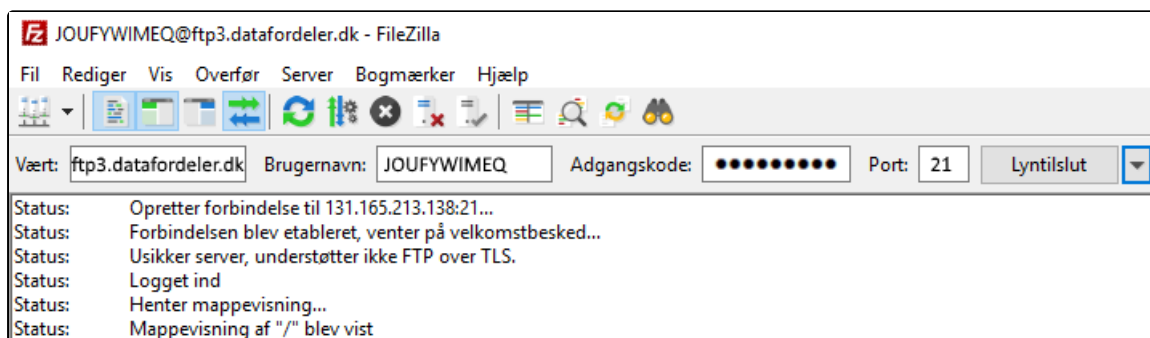 JOUFYWIMEQ@ftp3.datafordeler.dk - FileZilla
Fil Rediger Vis Overfør Server Bogmærker Hjælp
Vært: ftp3.datafordeler.dk Brugernavn: JOUFYWIMEQ Adgangskode: ●●●●●●●●● Port: 21 Lyntilslut
Status: Opretter forbindelse til 131.165.213.138:21...
Status: Forbindelsen blev etableret, venter på velkomstbesked...
Status: Usikker server, understøtter ikke FTP over TLS.
Status: Logget ind
Status: Henter mappevisning...
Status: Mappevisning af "/" blev vist